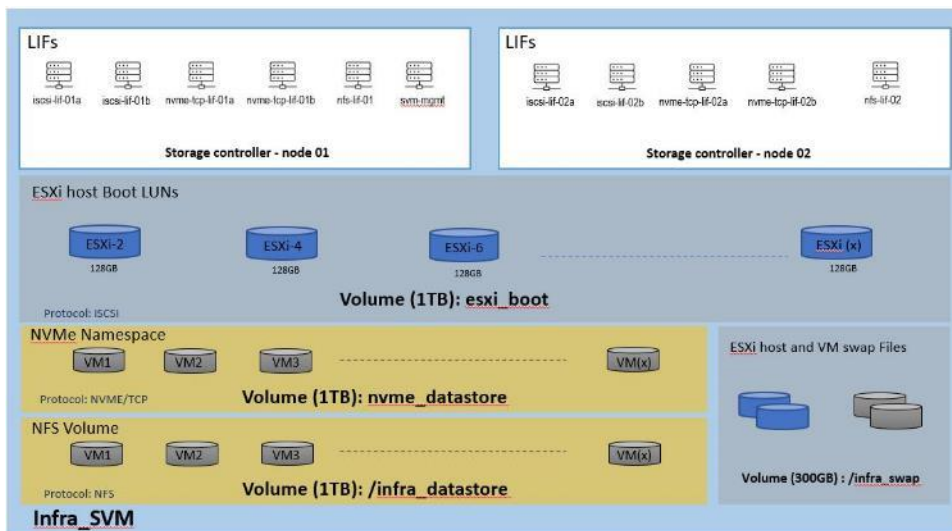 LIFs
iscsi-lif-01a iscsi-lif-01b nvme-tcp-lif-01a nvme-tcp-lif-01b nfs-lif-01 svm-mgmt
Storage controller - node 01
LIFs
iscsi-lif-02a iscsi-lif-02b nvme-tcp-lif-02a nvme-tcp-lif-02b nfs-lif-02
Storage controller - node 02
ESXi host Boot LUNs
ESXi-2 ESXi-4 ESXi-6 ESXi (x)
128GB 128GB 128GB 128GB
Volume (1TB): esxi_boot
Protocol: ISCSI
NVMe Namespace
VM1 VM2 VM3 VM(x)
Protocol: NVME/TCP
Volume (1TB): nvme_datastore
NFS Volume
VM1 VM2 VM3 VM(x)
Protocol: NFS
Volume (1TB): /infra_datastore
ESXi host and VM swap Files
Volume (300GB) : /infra_swap
Infra_SVM